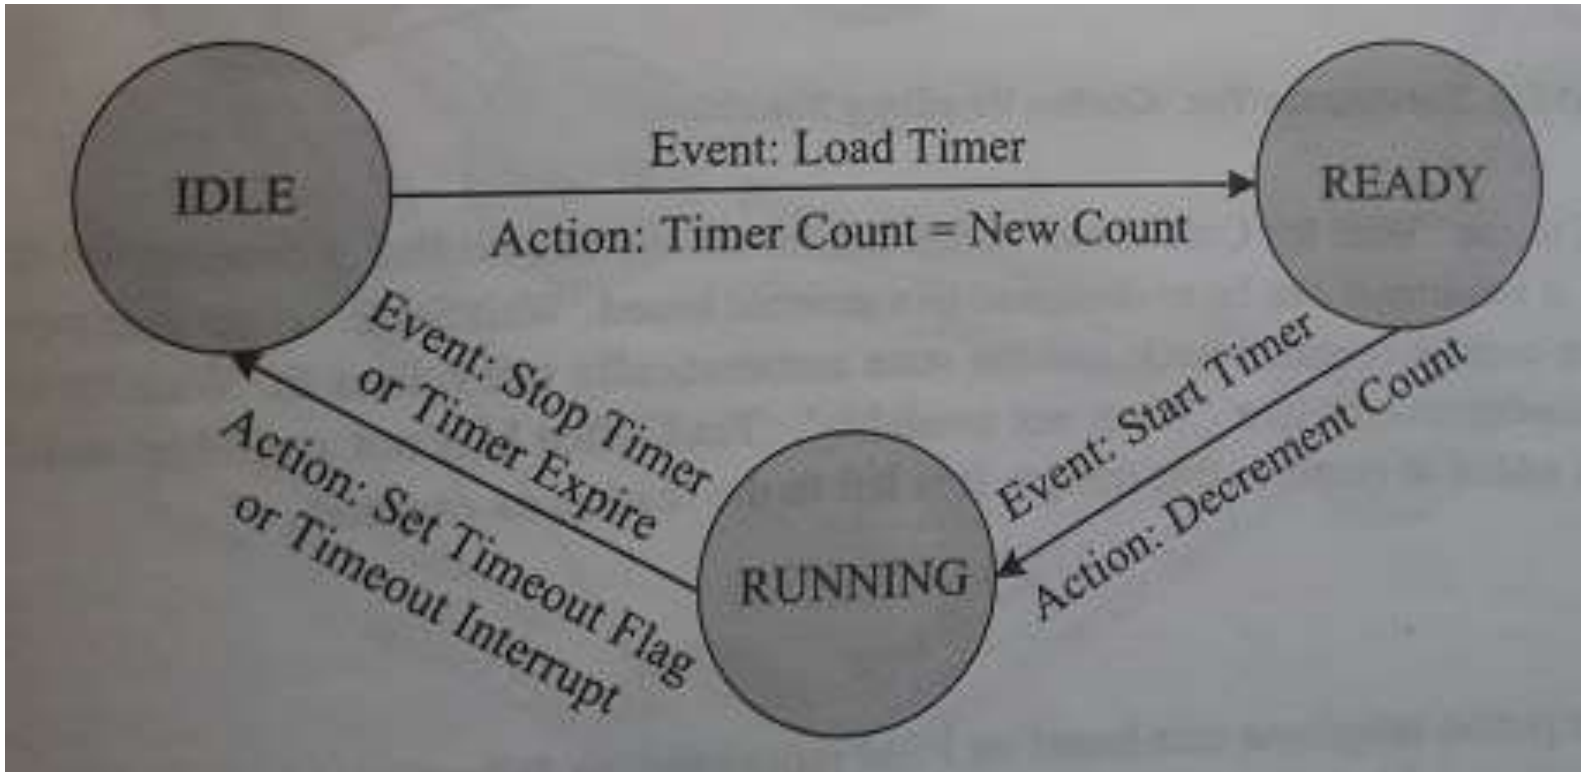 IDLE
Event: Load Timer
Action: Timer Count = New Count
READY
Event: Start Timer
Action: Decrement Count
RUNNING
Event: Stop Timer
or Timer Expire
Action: Set Timeout Flag
or Timeout Interrupt